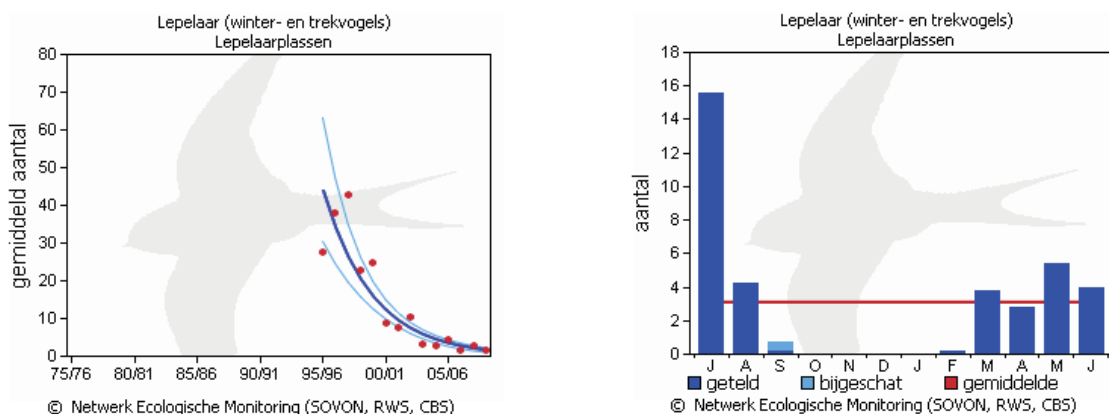 Lepelaar (winter- en trekvogels)
Lepelaarplassen
gemiddeld aantal
80
70
60
50
40
30
20
10
0
75/76 80/81 85/86 90/91 95/96 00/01 05/06
© Netwerk Ecologische Monitoring (SOVON, RWS, CBS)
Lepelaar (winter- en trekvogels)
Lepelaarplassen
aantal
18
16
14
12
10
8
6
4
2
0
J A S O N D J F M A M J
geteld bijgeschat gemiddelde
© Netwerk Ecologische Monitoring (SOVON, RWS, CBS)